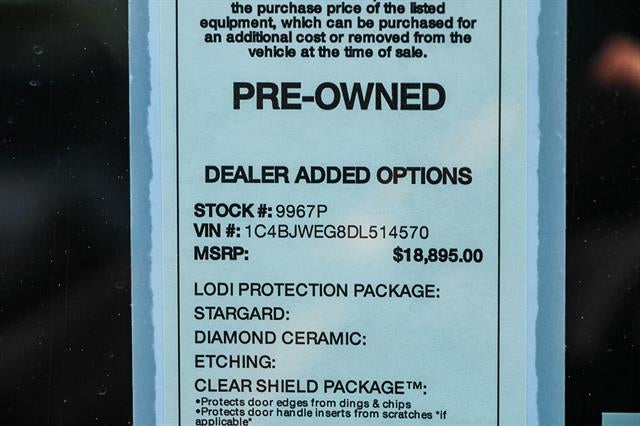 the purchase price of the listed
equipment, which can be purchased for
an additional cost or removed from the
vehicle at the time of sale.
PRE-OWNED
DEALER ADDED OPTIONS
STOCK #: 9967P
VIN #: 1C4BJWEG8DL514570
MSRP: $18,895.00
LODI PROTECTION PACKAGE:
STARGARD:
DIAMOND CERAMIC:
ETCHING:
CLEAR SHIELD PACKAGE™:
•Protects door edges from dings & chips
•Protects door handle inserts from scratches *if
applicable*